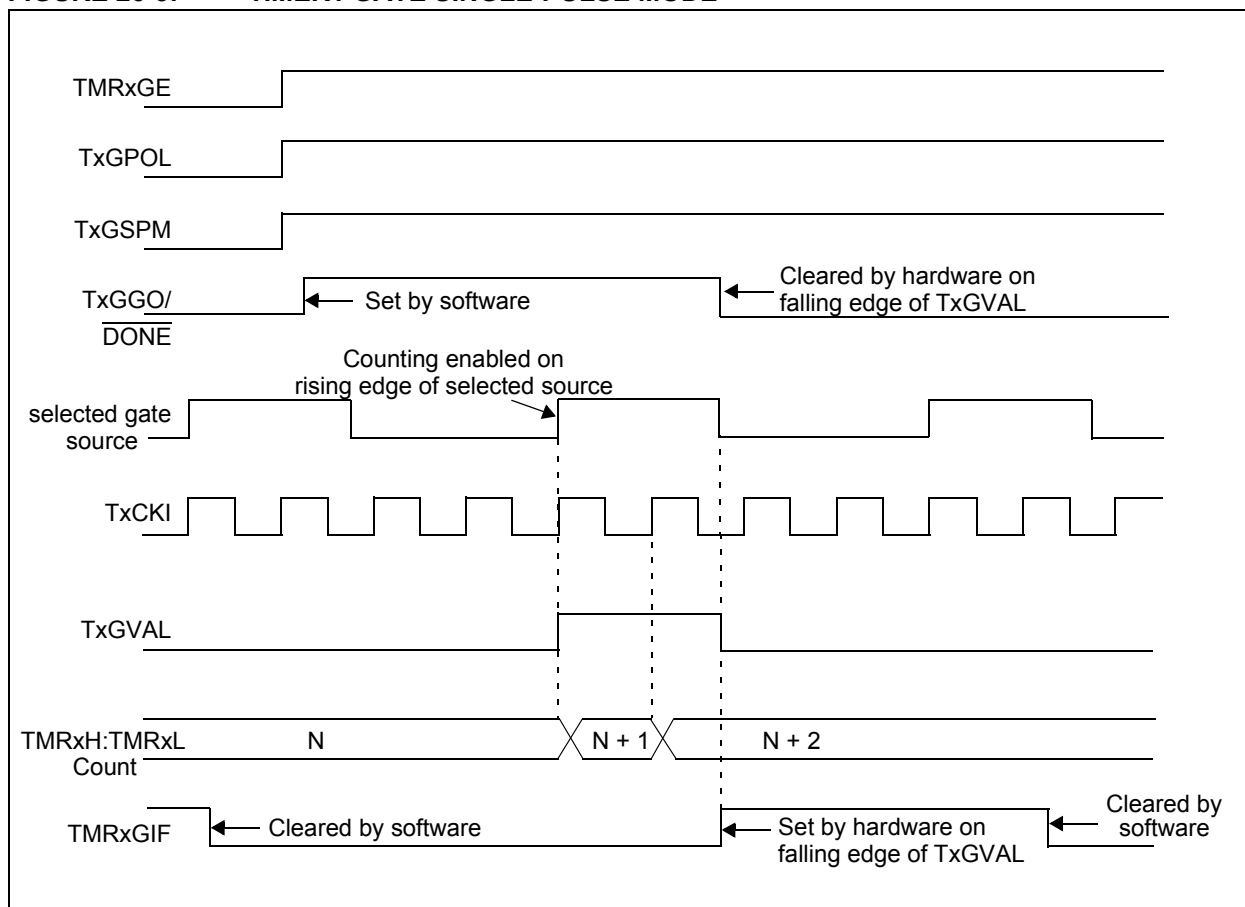 TMRxGE
TxGPOL
TxGSPM
TxGGO/
DONE
Set by software
Cleared by hardware on
falling edge of TxGVAL
Counting enabled on
rising edge of selected source
selected gate
source
TxCKI
TxGVAL
TMRxH:TMRxL
Count
N
N + 1
N + 2
TMRxGIF
Cleared by software
Set by hardware on
falling edge of TxGVAL
Cleared by
software